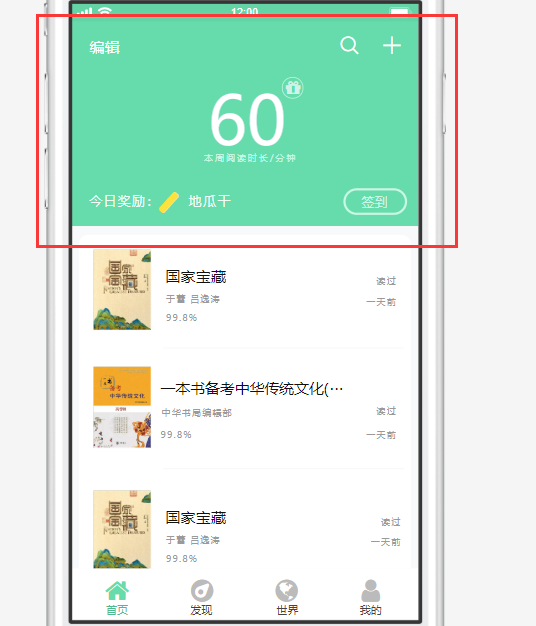 12:00
编辑
60
本周阅读时长/分钟
今日奖励： 地瓜干 签到
国家宝藏
读过
于蕾 吕逸涛
一天前
99.8%
一本书备考中华传统文化(…
中华书局编辑部
读过
99.8%
一天前
国家宝藏
读过
于蕾 吕逸涛
一天前
99.8%
首页 发现 世界 我的